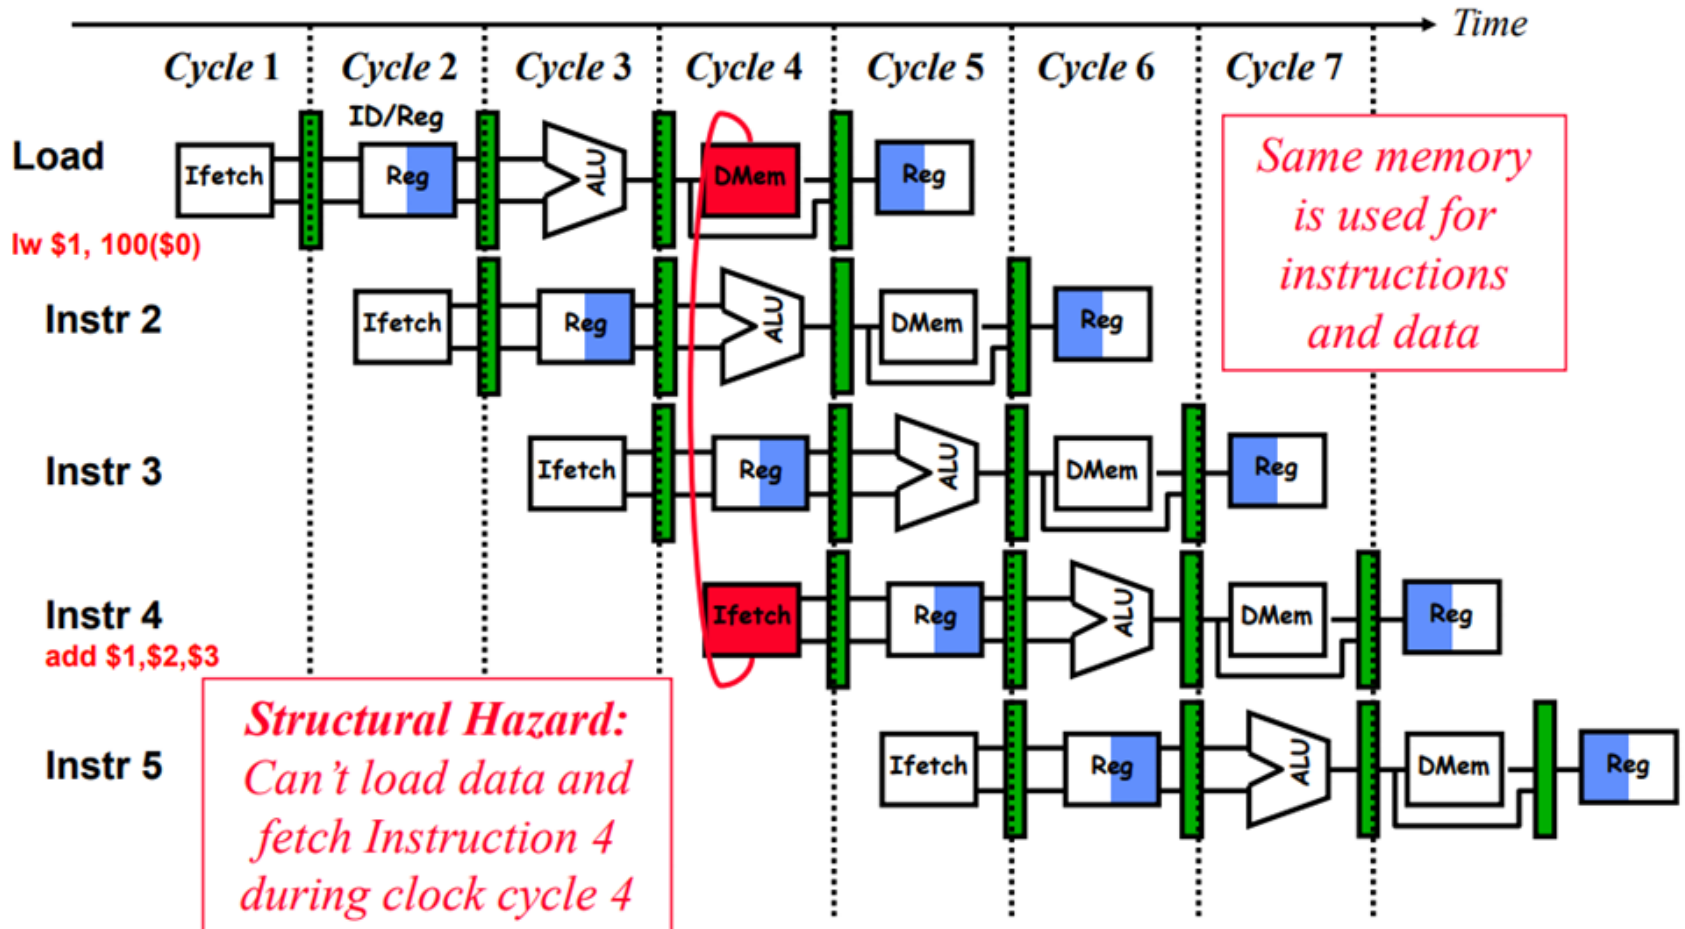 Time
Cycle 1 Cycle 2 Cycle 3 Cycle 4 Cycle 5 Cycle 6 Cycle 7
ID/Reg
Load Ifetch Reg ALU DMem Reg
lw $1, 100($0)
Instr 2 Ifetch Reg ALU DMem Reg
Instr 3 Ifetch Reg ALU DMem Reg
Instr 4 Ifetch Reg ALU DMem Reg
add $1,$2,$3
Instr 5 Ifetch Reg ALU DMem Reg
Same memory
is used for
instructions
and data
Structural Hazard:
Can't load data and
fetch Instruction 4
during clock cycle 4